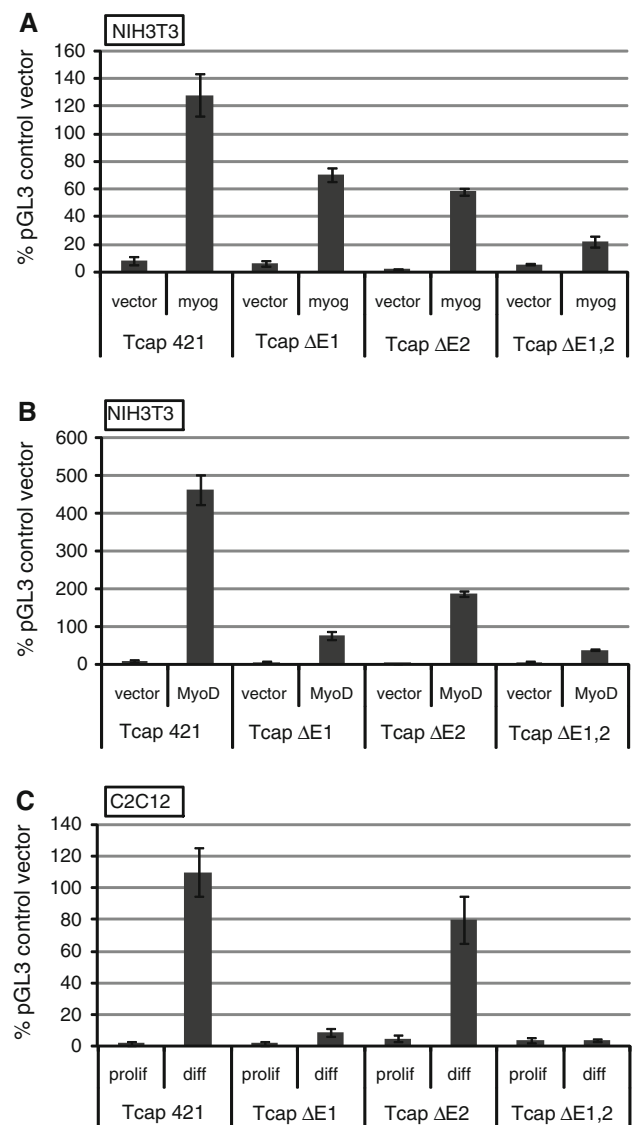 A
NIH3T3
% pGL3 control vector
160
140
120
100
80
60
40
20
0
vector myog vector myog vector myog vector myog
Tcap 421 Tcap ΔE1 Tcap ΔE2 Tcap ΔE1,2
B
NIH3T3
% pGL3 control vector
600
500
400
300
200
100
0
vector MyoD vector MyoD vector MyoD vector MyoD
Tcap 421 Tcap ΔE1 Tcap ΔE2 Tcap ΔE1,2
C
C2C12
% pGL3 control vector
140
120
100
80
60
40
20
0
prolif diff prolif diff prolif diff prolif diff
Tcap 421 Tcap ΔE1 Tcap ΔE2 Tcap ΔE1,2